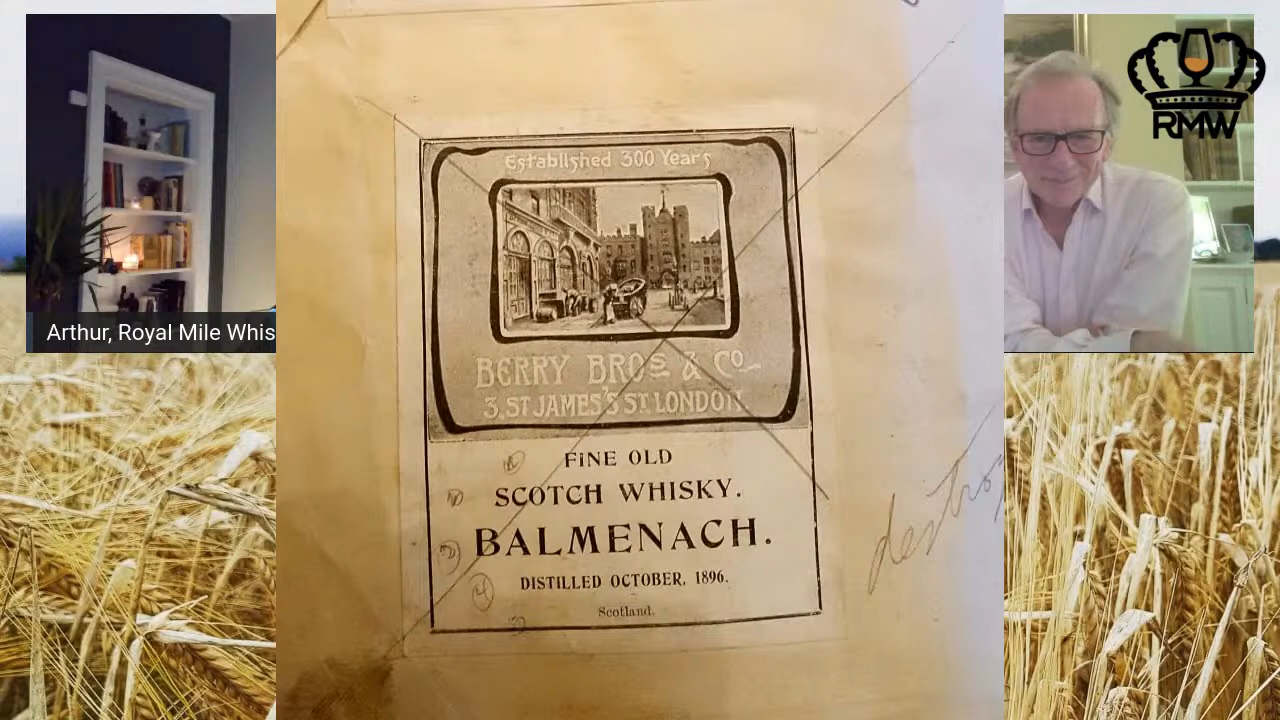 Established 300 Years
BERRY BROS & CO
3, ST JAMES'S ST. LONDON
FINE OLD
SCOTCH WHISKY.
BALMENACH.
DISTILLED OCTOBER, 1896.
Scotland.
destroy
Arthur, Royal Mile Whis
RMW